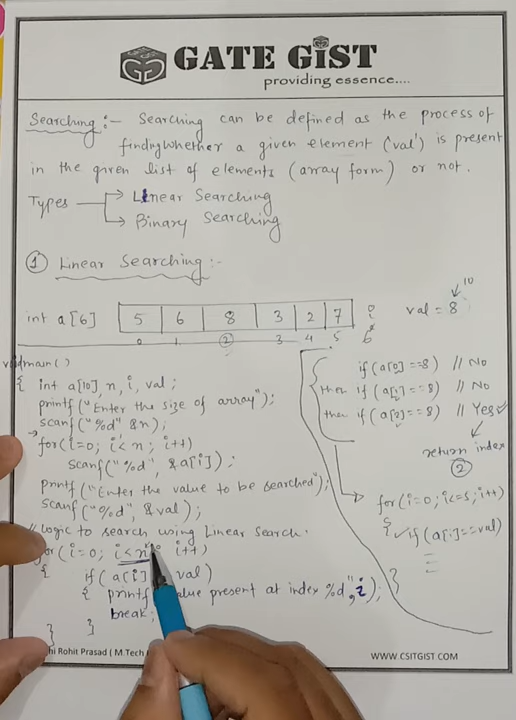 GATE GIST
providing essence....
Searching :- Searching can be defined as the process of
finding whether a given element ('val') is present
in the given list of elements (array form) or not.
Types → Linear Searching
→ Binary Searching
① Linear Searching :-
10
int a[6] 5 6 8 3 2 7 val = 8
0 1 ② 3 4 5 6
void main ( )
{ int a[10], n, i, val ;
printf ("Enter the size of array");
scanf ("%d" &n);
→ for(i=0; i<n; i++)
scanf("%d", &a[i]);
printf ("Enter the value to be searched");
scanf ("%d", &val);
// Logic to search using Linear Search.
for (i=0; i<n; i++)
{ if (a[i] val)
{ printf value present at index %d", i);
break;
}
}
}
if (a[0]==8) // No
then if (a[1]==8) // No
then if (a[2]==8) // Yes ✓
return index
②
for (i=0; i<=5; i++)
{ ✓ if (a[i]==val)
Rohit Prasad ( M.Tech
WWW.CSITGIST.COM